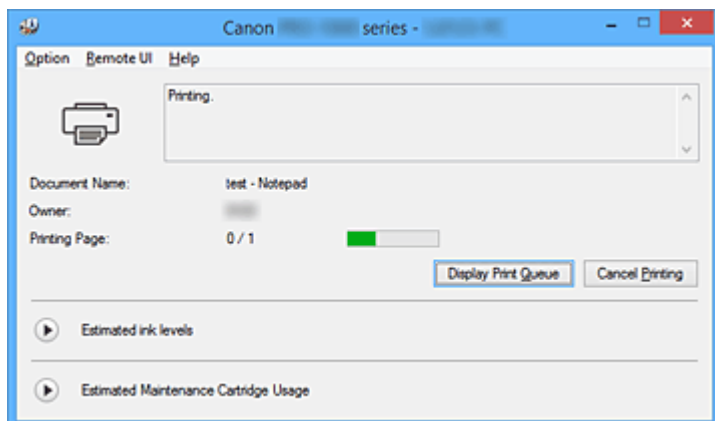 Canon series -
Option Remote UI Help
Printing.
Document Name: test - Notepad
Owner:
Printing Page: 0 / 1
Display Print Queue Cancel Printing
Estimated ink levels
Estimated Maintenance Cartridge Usage